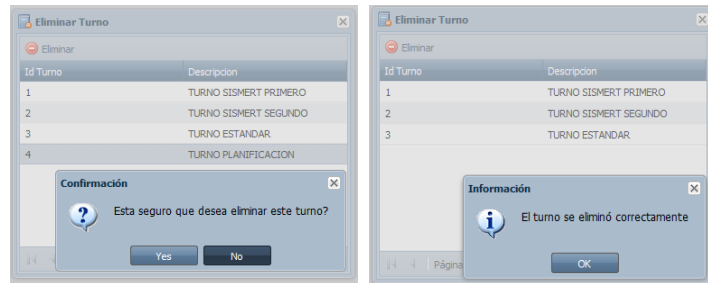 Eliminar Turno
Eliminar
Id Turno Descripcion
1 TURNO SISMERT PRIMERO
2 TURNO SISMERT SEGUNDO
3 TURNO ESTANDAR
4 TURNO PLANIFICACION
Confirmación
Esta seguro que desea eliminar este turno?
Yes No
Eliminar Turno
Eliminar
Id Turno Descripcion
1 TURNO SISMERT PRIMERO
2 TURNO SISMERT SEGUNDO
3 TURNO ESTANDAR
Información
El turno se eliminó correctamente
Página
OK